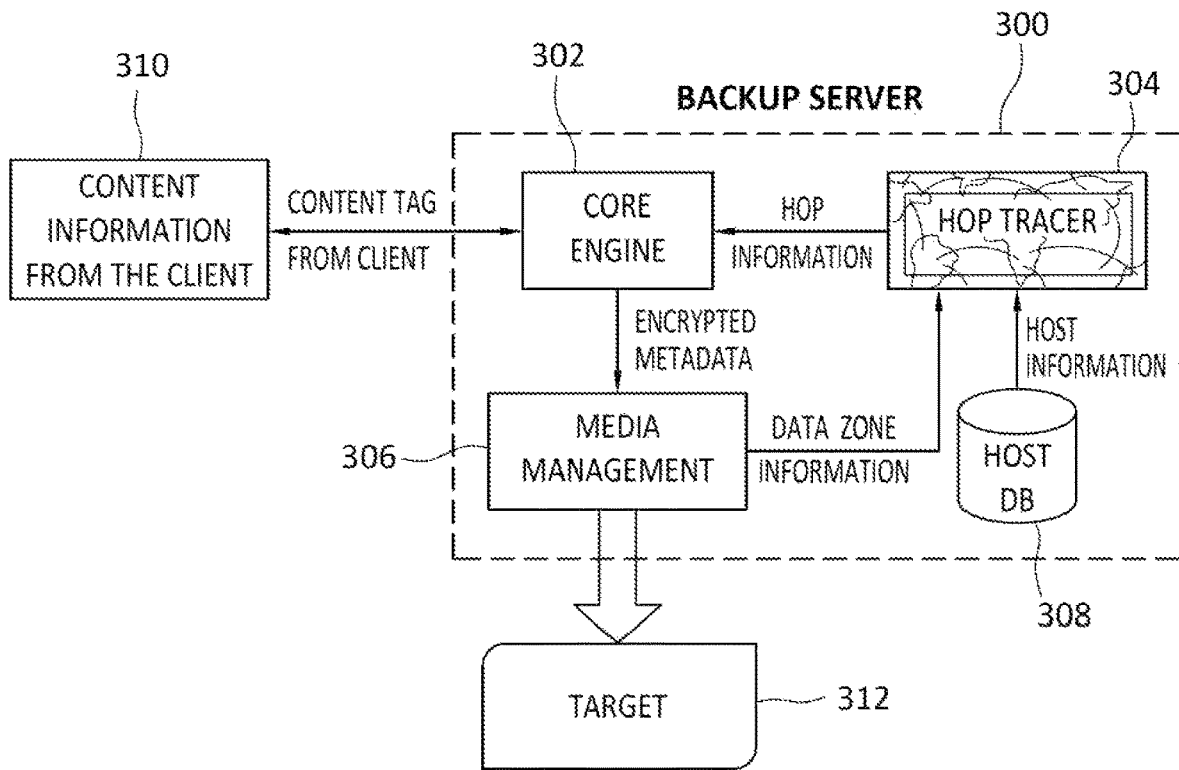 300
310
302
BACKUP SERVER
304
CONTENT
INFORMATION
FROM THE CLIENT
CONTENT TAG
FROM CLIENT
CORE
ENGINE
HOP
INFORMATION
HOP TRACER
ENCRYPTED
METADATA
HOST
INFORMATION
306
MEDIA
MANAGEMENT
DATA ZONE
INFORMATION
HOST
DB
308
TARGET
312